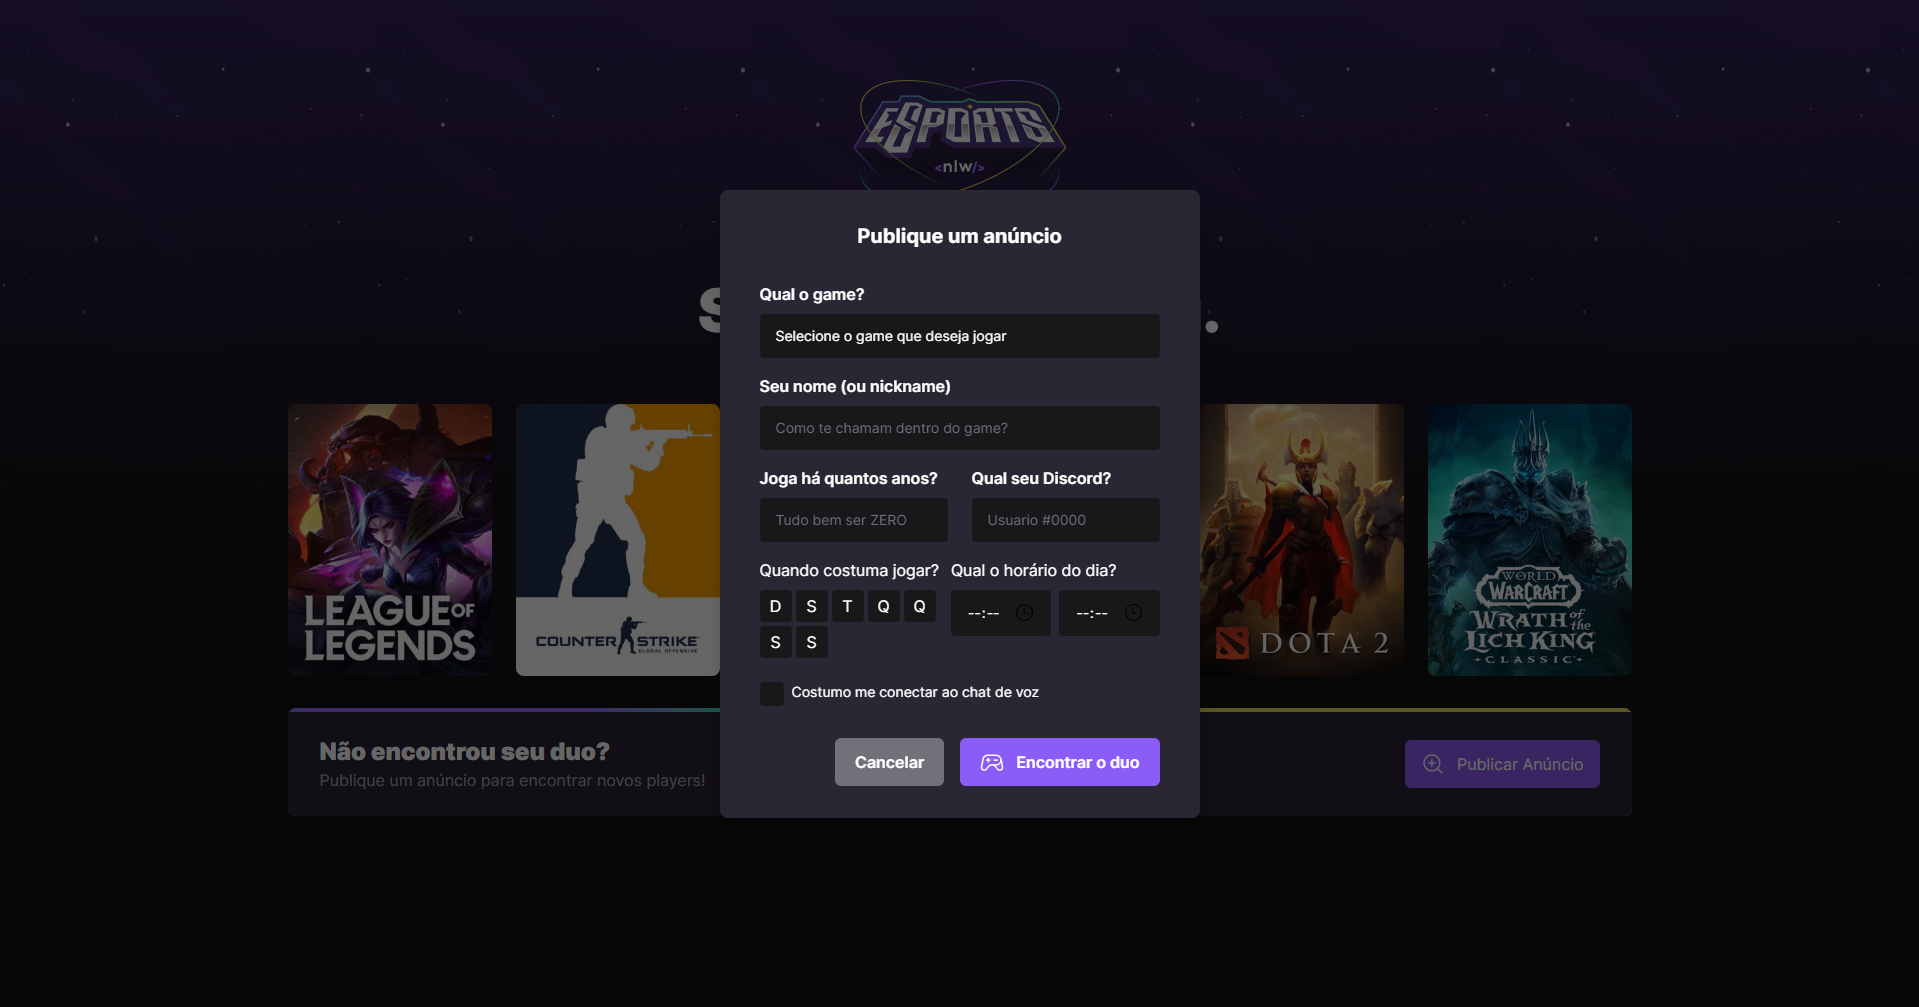 ESPORTS
<nlw/>
Publique um anúncio
Qual o game?
Selecione o game que deseja jogar
Seu nome (ou nickname)
Como te chamam dentro do game?
Joga há quantos anos? Qual seu Discord?
Tudo bem ser ZERO Usuario #0000
Quando costuma jogar? Qual o horário do dia?
D S T Q Q --:-- --:--
S S
Costumo me conectar ao chat de voz
Cancelar Encontrar o duo
LEAGUE OF
LEGENDS
COUNTER STRIKE
GLOBAL OFFENSIVE
DOTA 2
WORLD
WARCRAFT
WRATH of the
LICH KING
CLASSIC
Não encontrou seu duo?
Publique um anúncio para encontrar novos players!
Publicar Anúncio